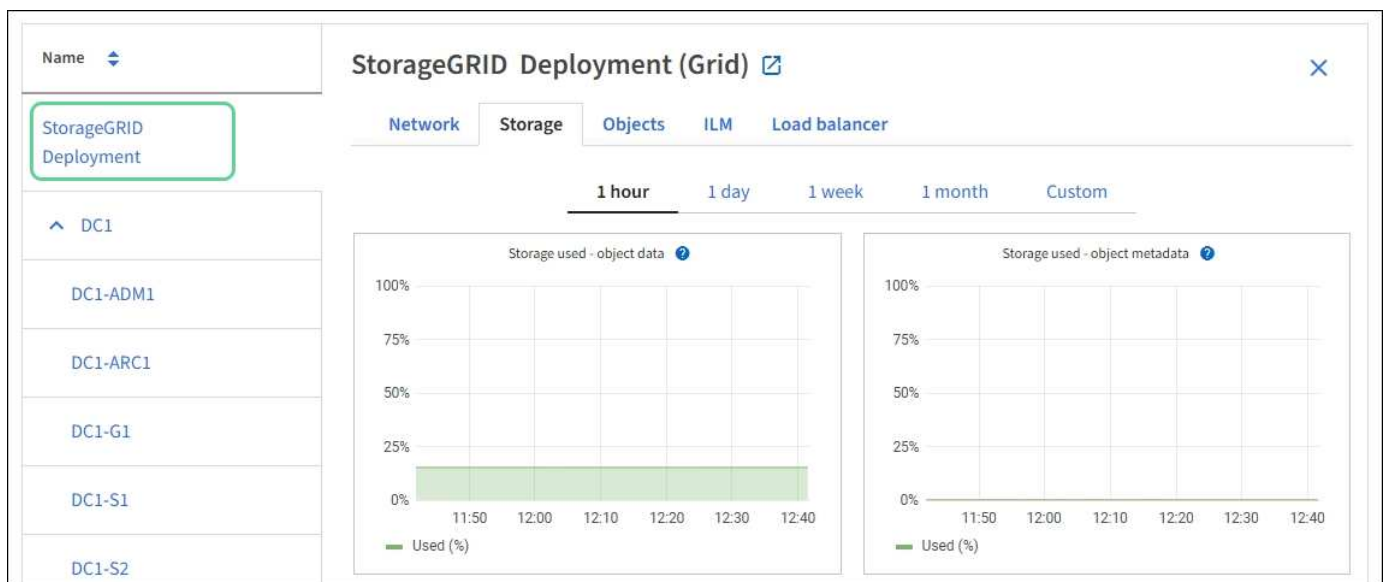 Name
StorageGRID
Deployment
DC1
DC1-ADM1
DC1-ARC1
DC1-G1
DC1-S1
DC1-S2
StorageGRID Deployment (Grid)
Network Storage Objects ILM Load balancer
1 hour 1 day 1 week 1 month Custom
Storage used - object data ?
100%
75%
50%
25%
0%
11:50 12:00 12:10 12:20 12:30 12:40
Used (%)
Storage used - object metadata ?
100%
75%
50%
25%
0%
11:50 12:00 12:10 12:20 12:30 12:40
Used (%)